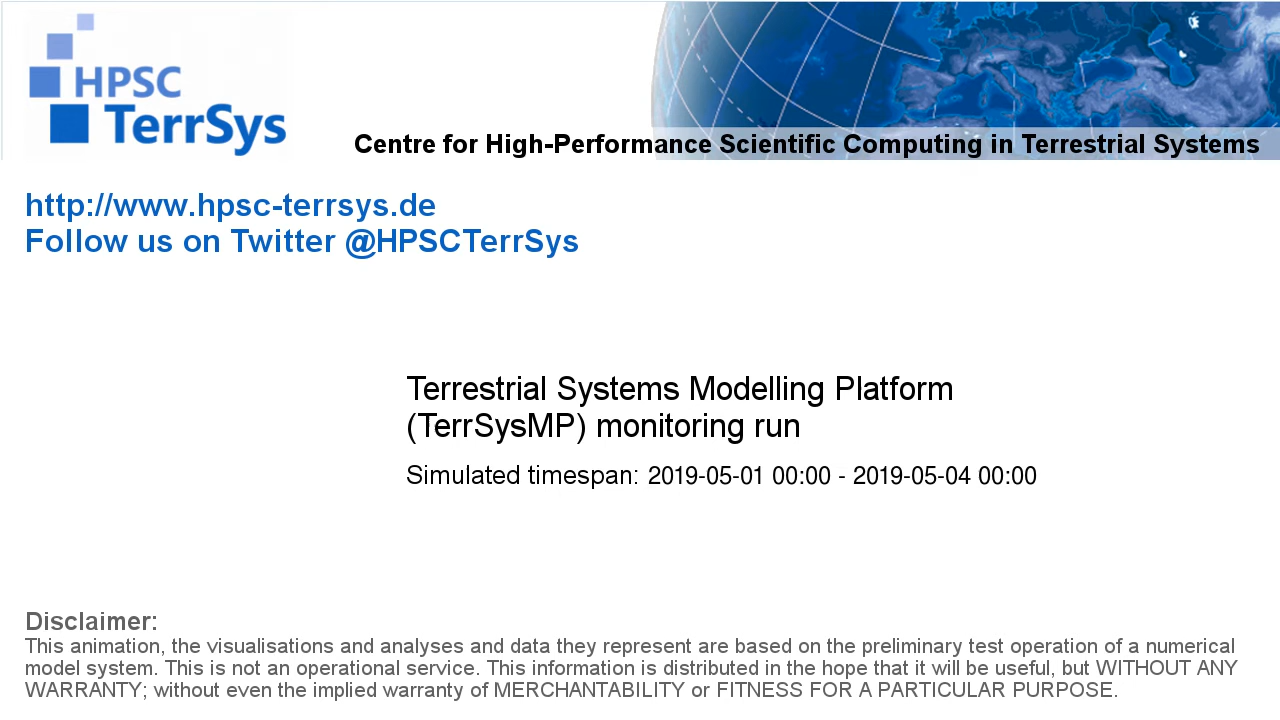 HPSC
TerrSys
Centre for High-Performance Scientific Computing in Terrestrial Systems
http://www.hpsc-terrsys.de
Follow us on Twitter @HPSCTerrSys
Terrestrial Systems Modelling Platform
(TerrSysMP) monitoring run
Simulated timespan: 2019-05-01 00:00 - 2019-05-04 00:00
Disclaimer:
This animation, the visualisations and analyses and data they represent are based on the preliminary test operation of a numerical
model system. This is not an operational service. This information is distributed in the hope that it will be useful, but WITHOUT ANY
WARRANTY; without even the implied warranty of MERCHANTABILITY or FITNESS FOR A PARTICULAR PURPOSE.